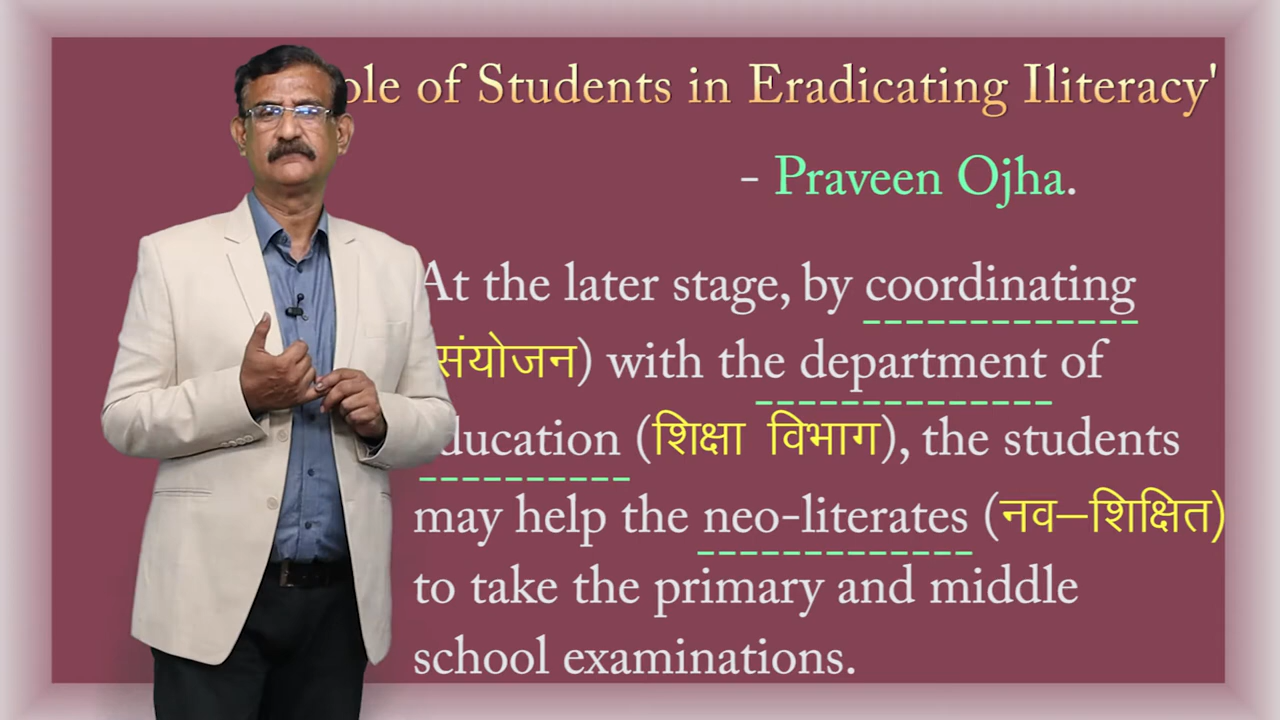 ole of Students in Eradicating Iliteracy'
- Praveen Ojha.
At the later stage, by coordinating
संयोजन) with the department of
ducation (शिक्षा विभाग), the students
may help the neo-literates (नव–शिक्षित)
to take the primary and middle
school examinations.